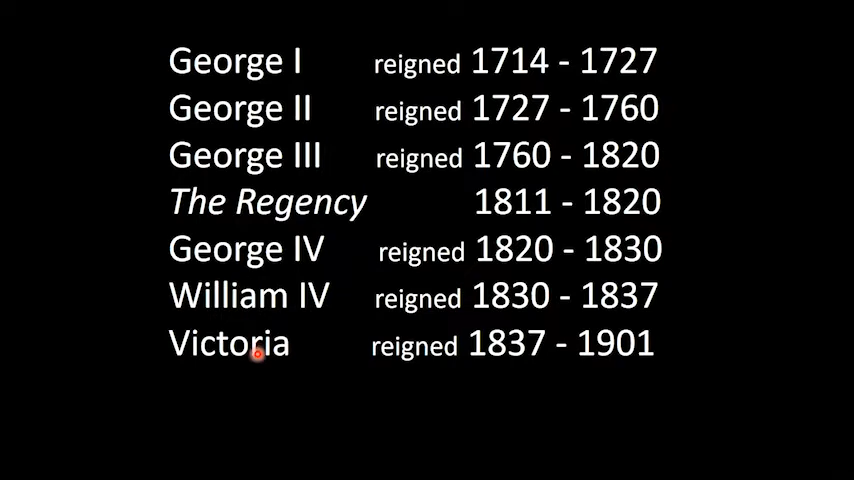 George I reigned 1714 - 1727
George II reigned 1727 - 1760
George III reigned 1760 - 1820
The Regency 1811 - 1820
George IV reigned 1820 - 1830
William IV reigned 1830 - 1837
Victoria reigned 1837 - 1901